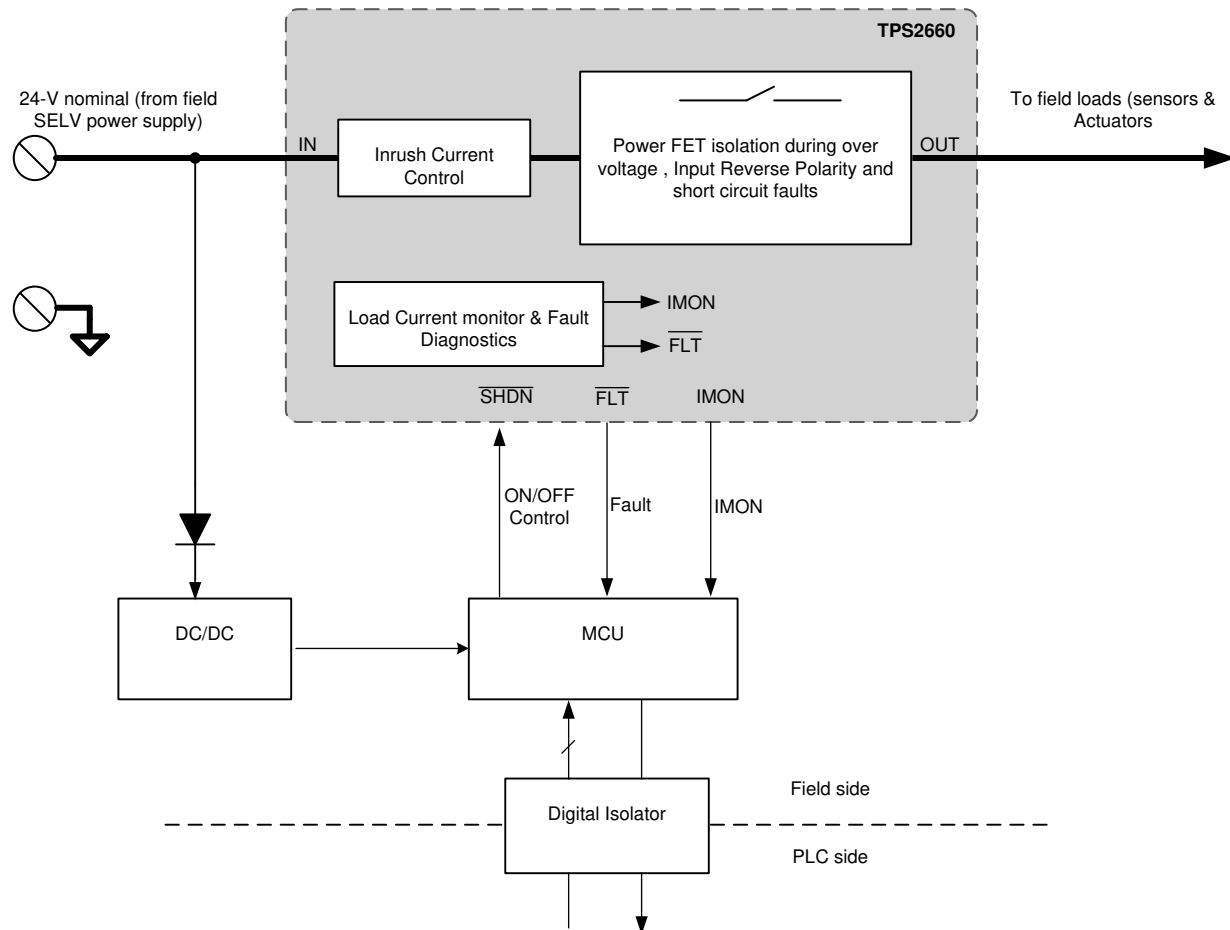 TPS2660
24-V nominal (from field
SELV power supply)
IN
Inrush Current
Control
Power FET isolation during over
voltage , Input Reverse Polarity and
short circuit faults
OUT
To field loads (sensors &
Actuators
Load Current monitor & Fault
Diagnostics
IMON
FLT
SHDN
FLT
IMON
ON/OFF
Control
Fault
IMON
DC/DC
MCU
Digital Isolator
Field side
PLC side